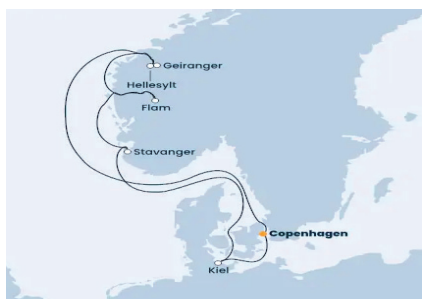 Geiranger
Hellesylt
Flam
Stavanger
Copenhagen
Kiel